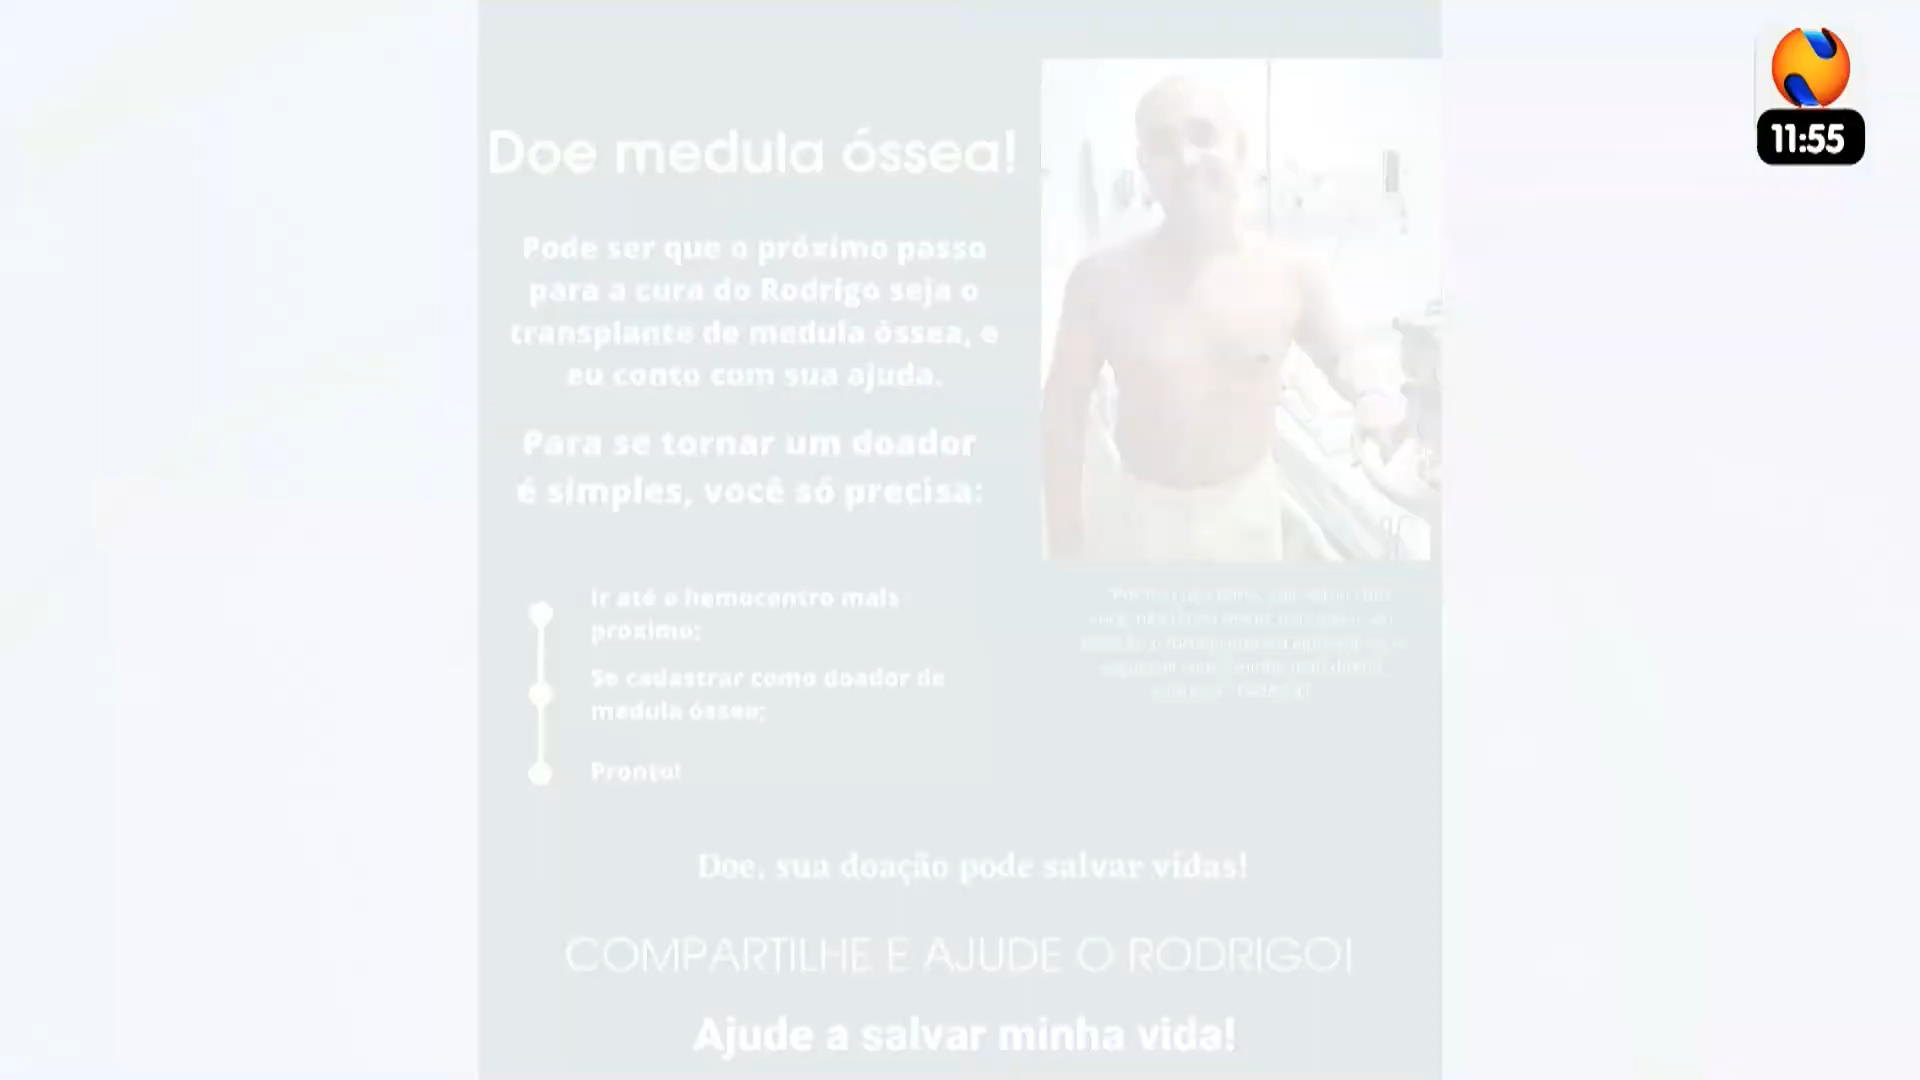 11:55
Doe medula óssea!
Pode ser que o próximo passo
para a cura do Rodrigo seja o
transplante de medula óssea, e
eu conto com sua ajuda.
Para se tornar um doador
é simples, você só precisa:
Ir até o hemocentro mais
proximo;
Se cadastrar como doador de
medula óssea;
Pronto!
Doe, sua doação pode salvar vidas!
COMPARTILHE E AJUDE O RODRIGO!
Ajude a salvar minha vida!